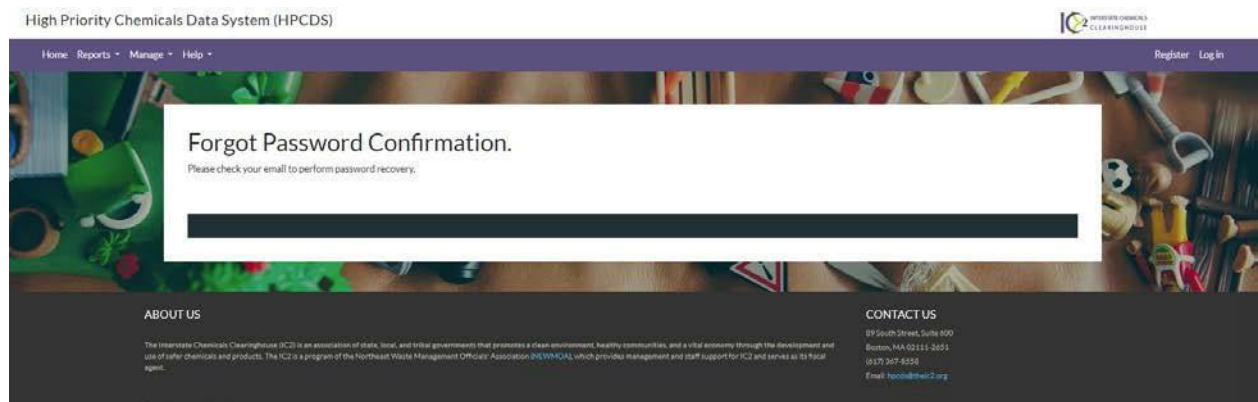 High Priority Chemicals Data System (HPCDS)
IC2 INTERSTATE CHEMICALS
CLEARINGHOUSE
Home Reports Manage Help Register Log in
Forgot Password Confirmation.
Please check your email to perform password recovery.
ABOUT US
The Interstate Chemicals Clearinghouse (IC2) is an association of state, local, and tribal governments that promotes a clean environment, healthy communities, and a vital economy through the development and
use of safer chemicals and products. The IC2 is a program of the Northeast Waste Management Officials' Association (NEWMOA), which provides management and staff support for IC2 and serves as its fiscal
agent.
CONTACT US
89 South Street, Suite 600
Boston, MA 02111-2651
(617) 367-8558
Email: hpcds@theic2.org